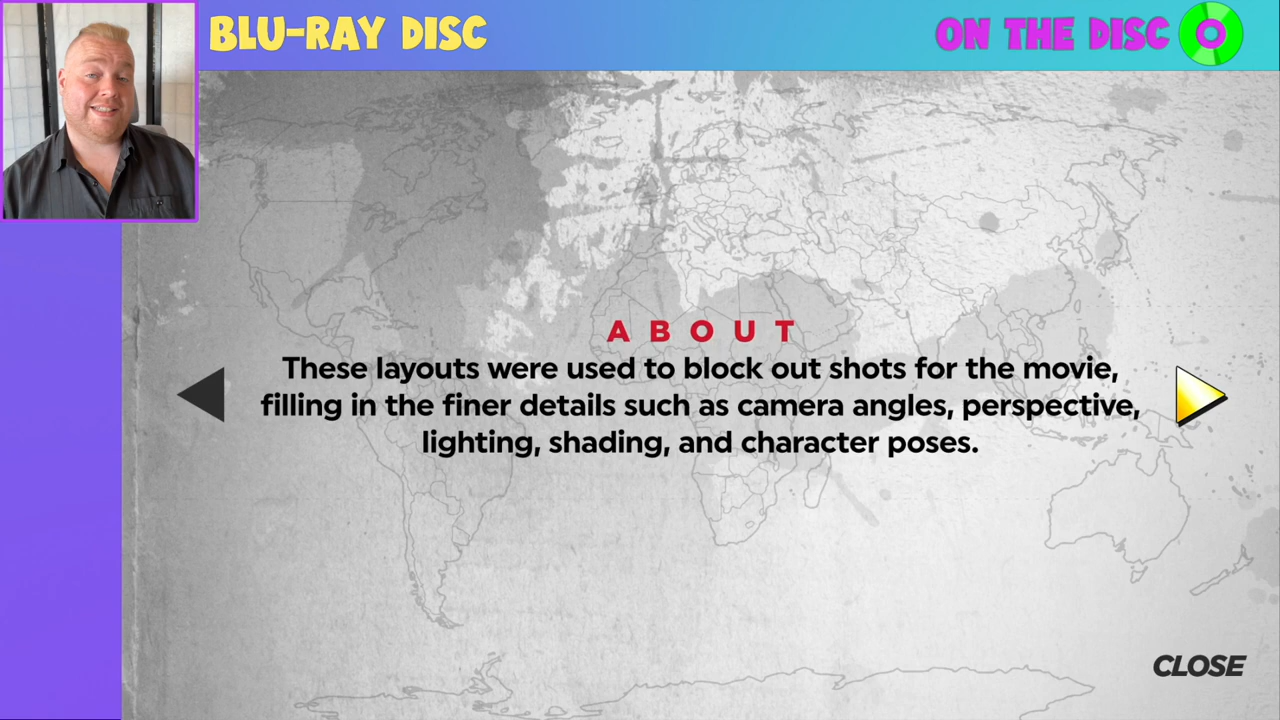 BLU-RAY DISC
ON THE DISC
ABOUT
These layouts were used to block out shots for the movie,
filling in the finer details such as camera angles, perspective,
lighting, shading, and character poses.
CLOSE